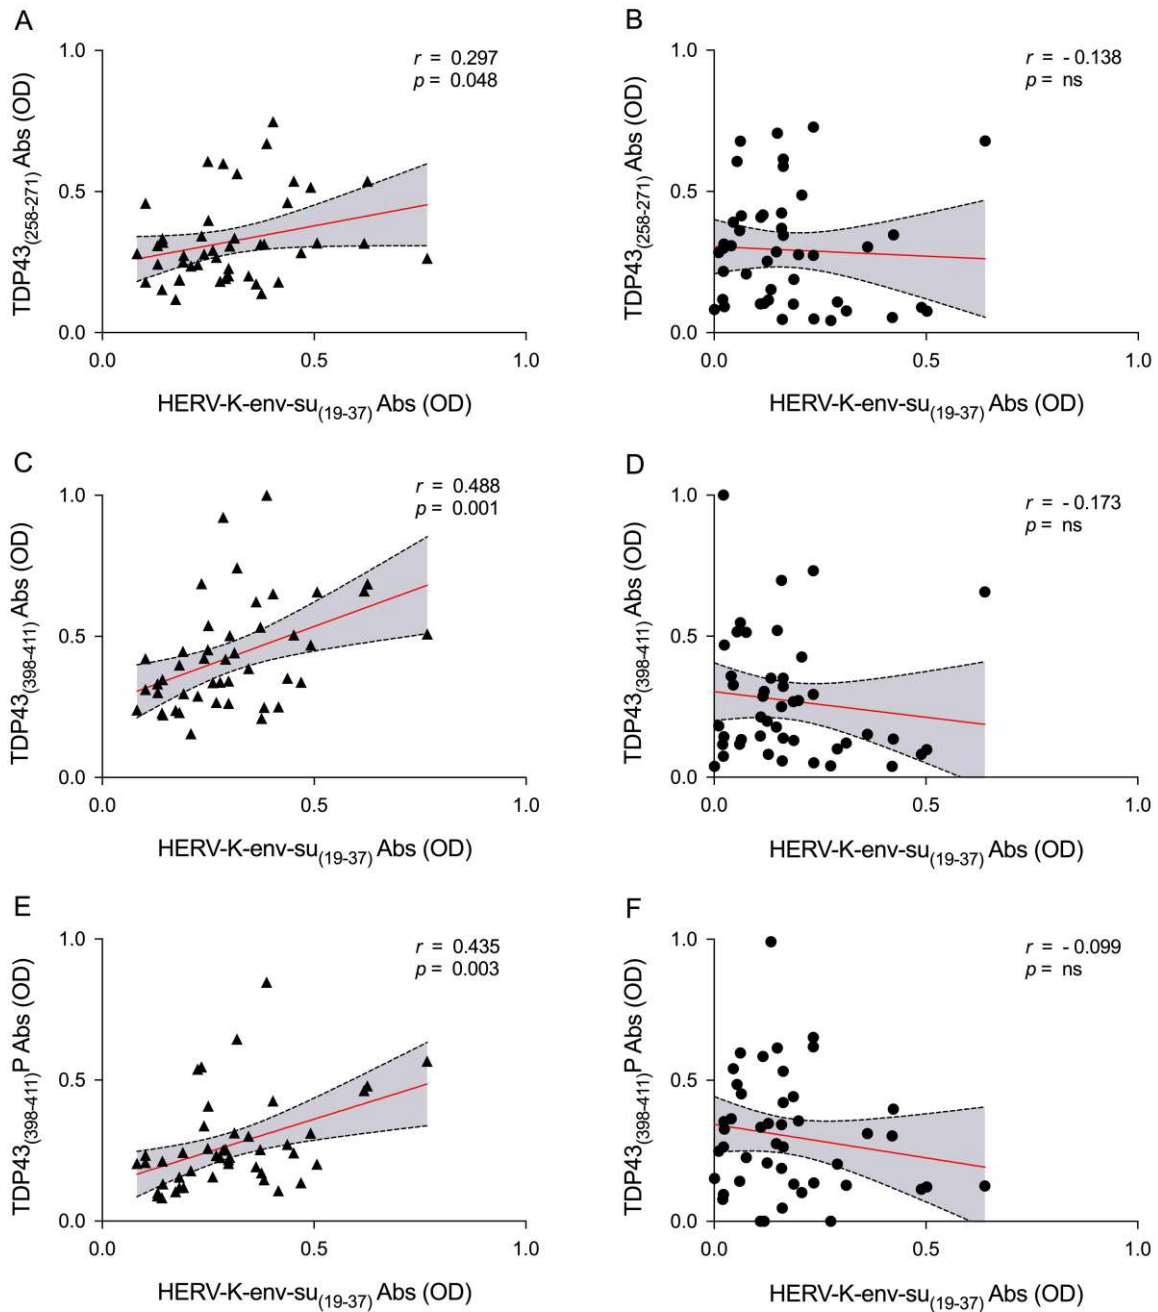 A
1.0
r = 0.297
p = 0.048
TDP43(258-271) Abs (OD)
0.5
0.0
0.0 0.5 1.0
HERV-K-env-su(19-37) Abs (OD)
B
1.0
r = - 0.138
p = ns
TDP43(258-271) Abs (OD)
0.5
0.0
0.0 0.5 1.0
HERV-K-env-su(19-37) Abs (OD)
C
1.0
r = 0.488
p = 0.001
TDP43(398-411) Abs (OD)
0.5
0.0
0.0 0.5 1.0
HERV-K-env-su(19-37) Abs (OD)
D
1.0
r = - 0.173
p = ns
TDP43(398-411) Abs (OD)
0.5
0.0
0.0 0.5 1.0
HERV-K-env-su(19-37) Abs (OD)
E
1.0
r = 0.435
p = 0.003
TDP43(398-411)P Abs (OD)
0.5
0.0
0.0 0.5 1.0
HERV-K-env-su(19-37) Abs (OD)
F
1.0
r = - 0.099
p = ns
TDP43(398-411)P Abs (OD)
0.5
0.0
0.0 0.5 1.0
HERV-K-env-su(19-37) Abs (OD)